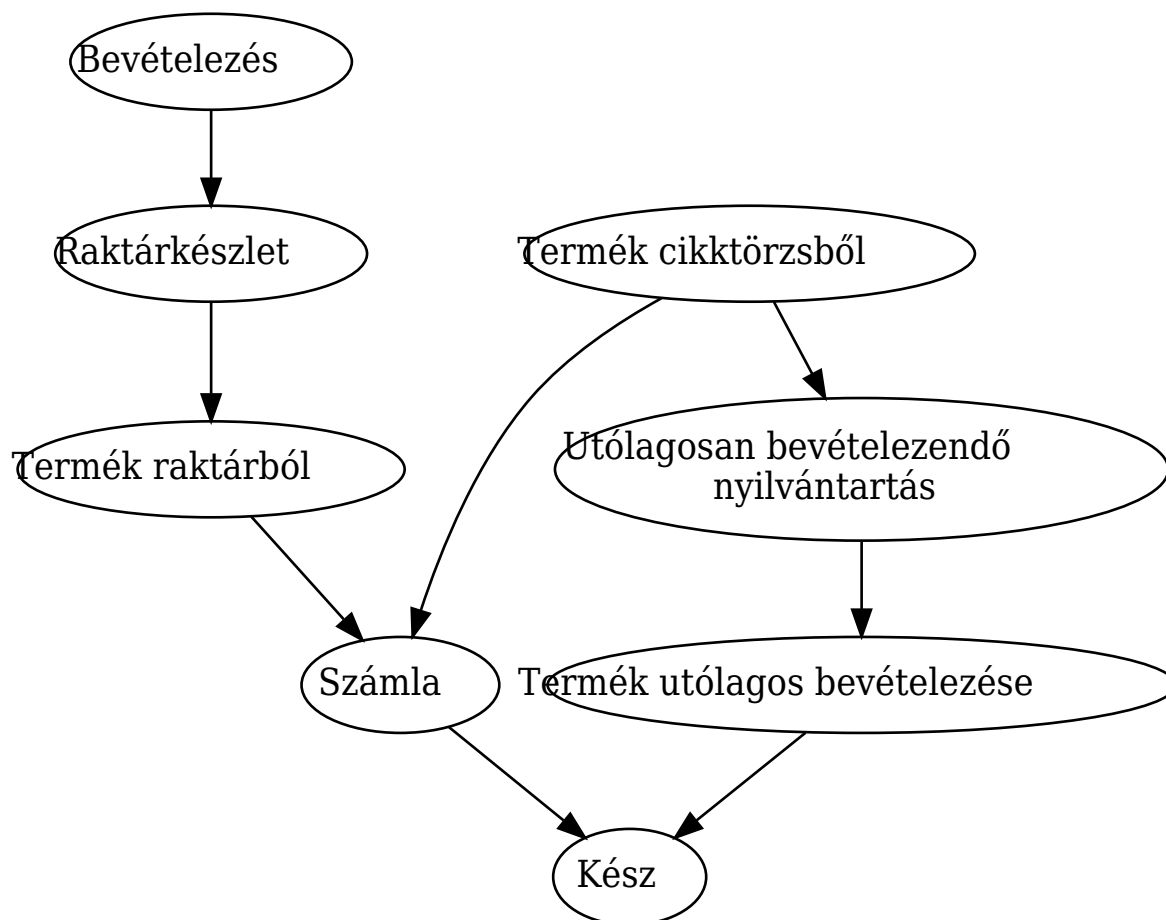 Bevételezés
Raktárkészlet
Termék cikktörzsből
Termék raktárból
Utólagosan bevételezendő
nyilvántartás
Számla
Termék utólagos bevételezése
Kész